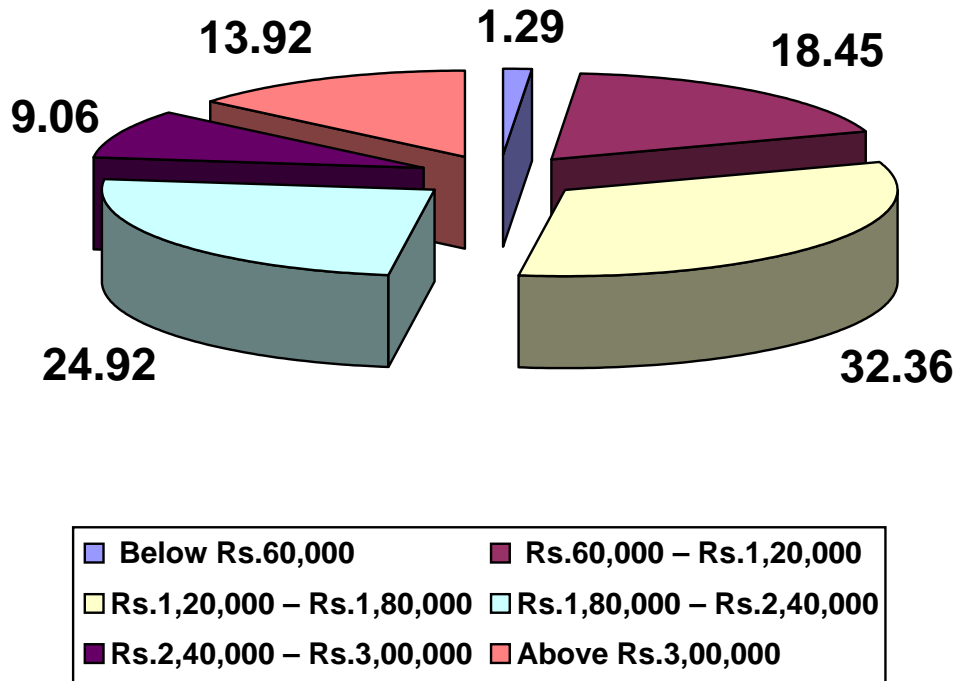 13.92 1.29 18.45
9.06
24.92 32.36
Below Rs.60,000 Rs.60,000 – Rs.1,20,000
Rs.1,20,000 – Rs.1,80,000 Rs.1,80,000 – Rs.2,40,000
Rs.2,40,000 – Rs.3,00,000 Above Rs.3,00,000